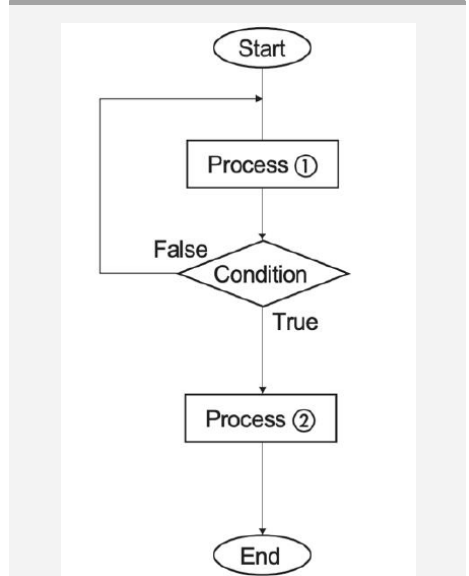 Start
Process ①
False
Condition
True
Process ②
End